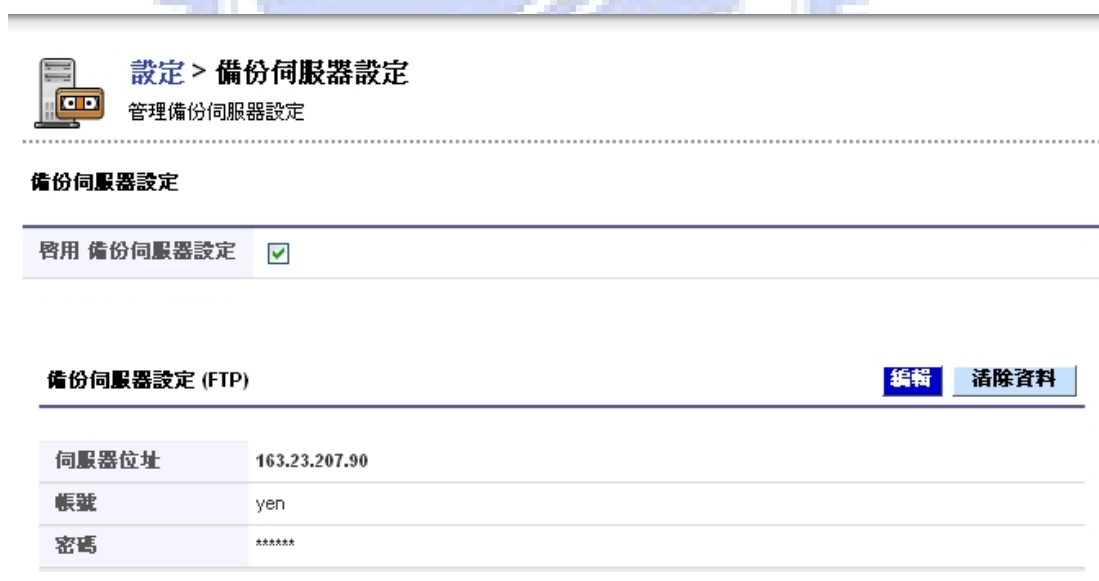 設定 > 備份伺服器設定
管理備份伺服器設定
備份伺服器設定
啓用 備份伺服器設定
備份伺服器設定 (FTP)
編輯 清除資料
伺服器位址 163.23.207.90
帳號 yen
密碼 ******